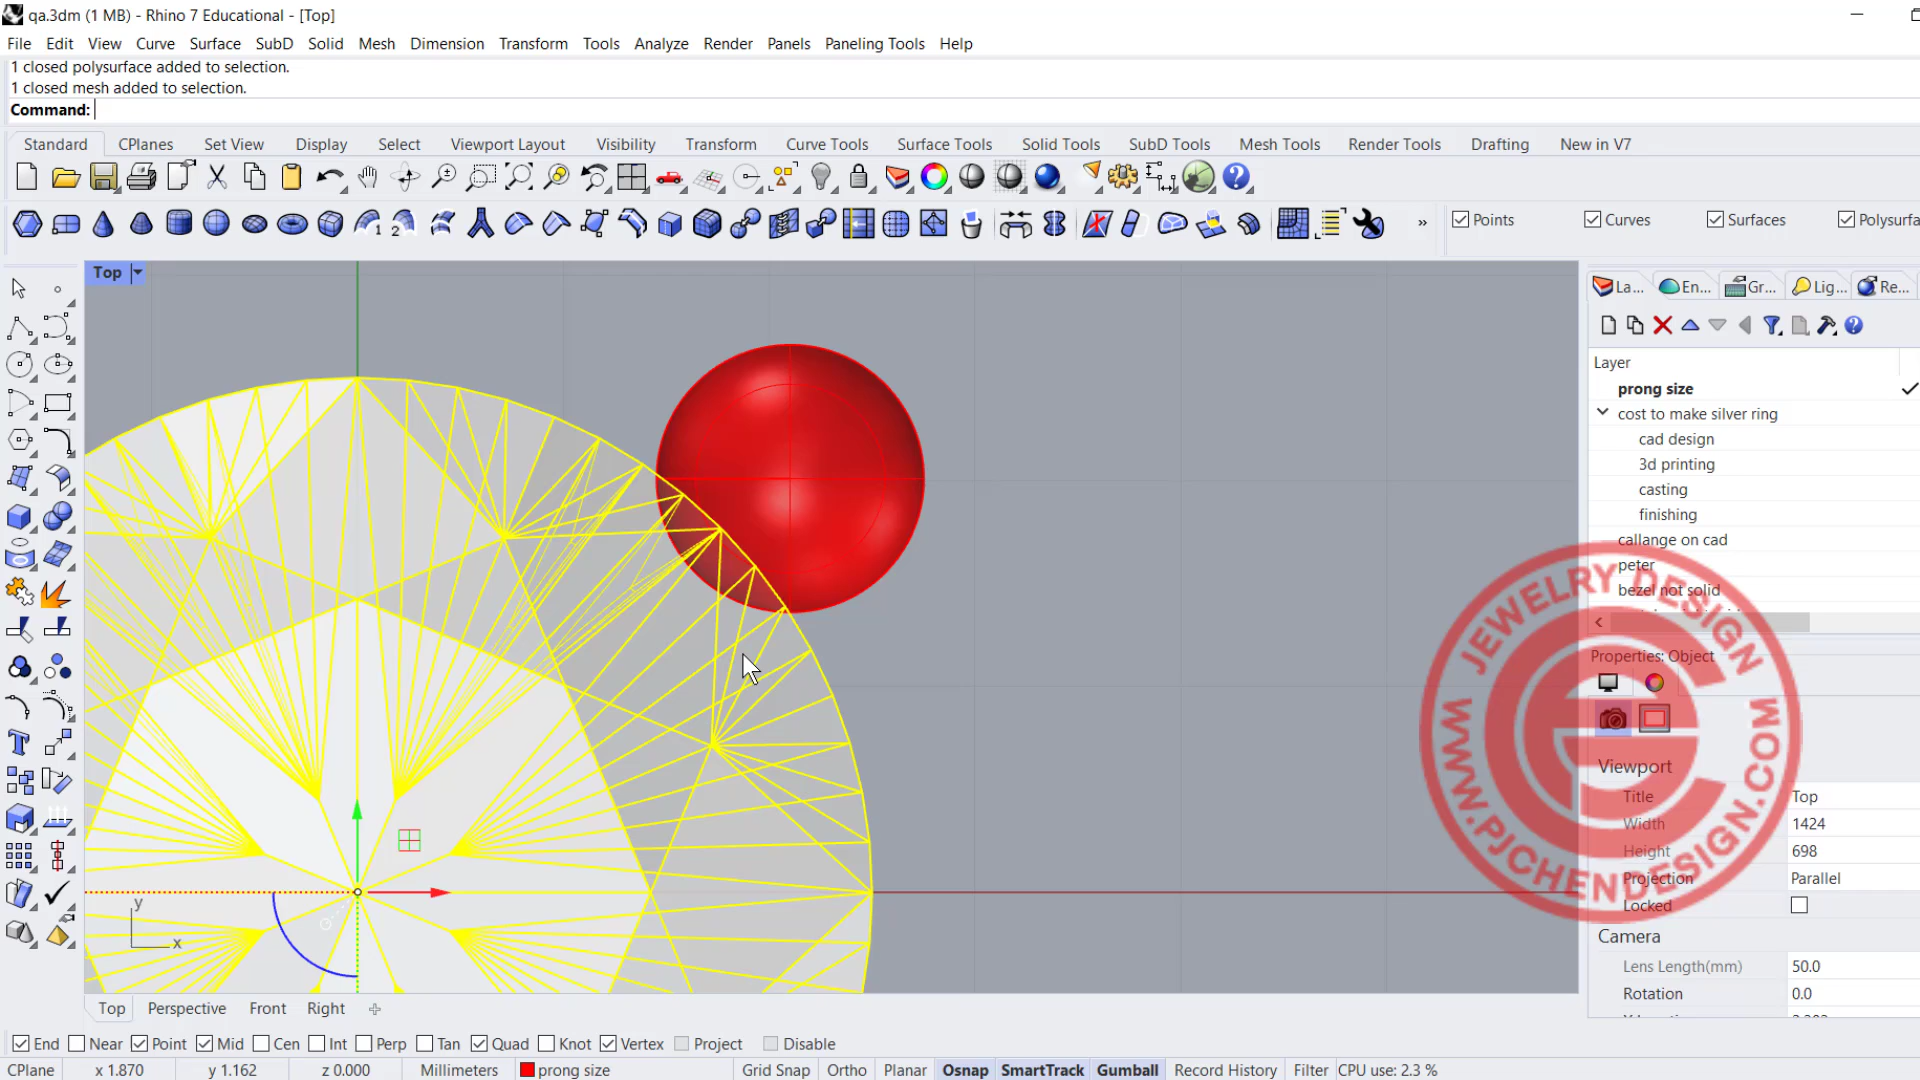 qa.3dm (1 MB) - Rhino 7 Educational - [Top]
File Edit View Curve Surface SubD Solid Mesh Dimension Transform Tools Analyze Render Panels Paneling Tools Help
1 closed polysurface added to selection.
1 closed mesh added to selection.
Command:
Standard CPlanes Set View Display Select Viewport Layout Visibility Transform Curve Tools Surface Tools Solid Tools SubD Tools Mesh Tools Render Tools Drafting New in V7
1 2 » Points Curves Surfaces Polysurfa
Top
La... En... Gr... Lig... Re...
Layer
prong size
cost to make silver ring
cad design
3d printing
casting
finishing
callange on cad
peter
bezel not solid
Properties: Object
Viewport
Title Top
Width 1424
Height 698
Projection Parallel
Locked
Camera
Lens Length(mm) 50.0
Rotation 0.0
JEWELRY DESIGN
WWW.PJCHENDESIGN.COM
y
x
Top Perspective Front Right
End Near Point Mid Cen Int Perp Tan Quad Knot Vertex Project Disable
CPlane x 1.870 y 1.162 z 0.000 Millimeters prong size Grid Snap Ortho Planar Osnap SmartTrack Gumball Record History Filter CPU use: 2.3 %